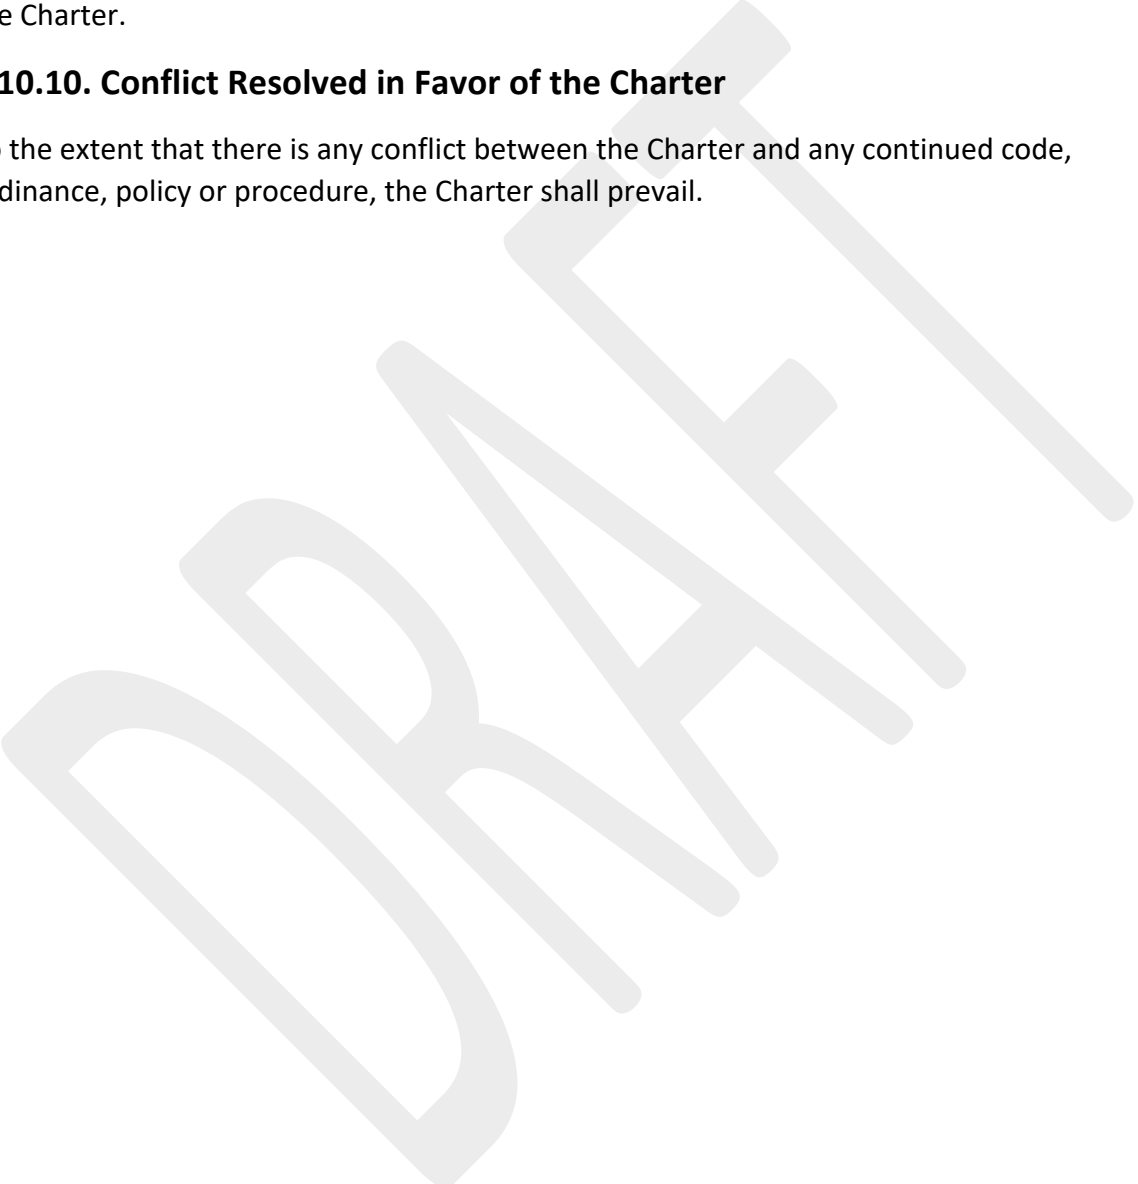 e Charter.
10.10. Conflict Resolved in Favor of the Charter
o the extent that there is any conflict between the Charter and any continued code,
dinance, policy or procedure, the Charter shall prevail.
DRAFT